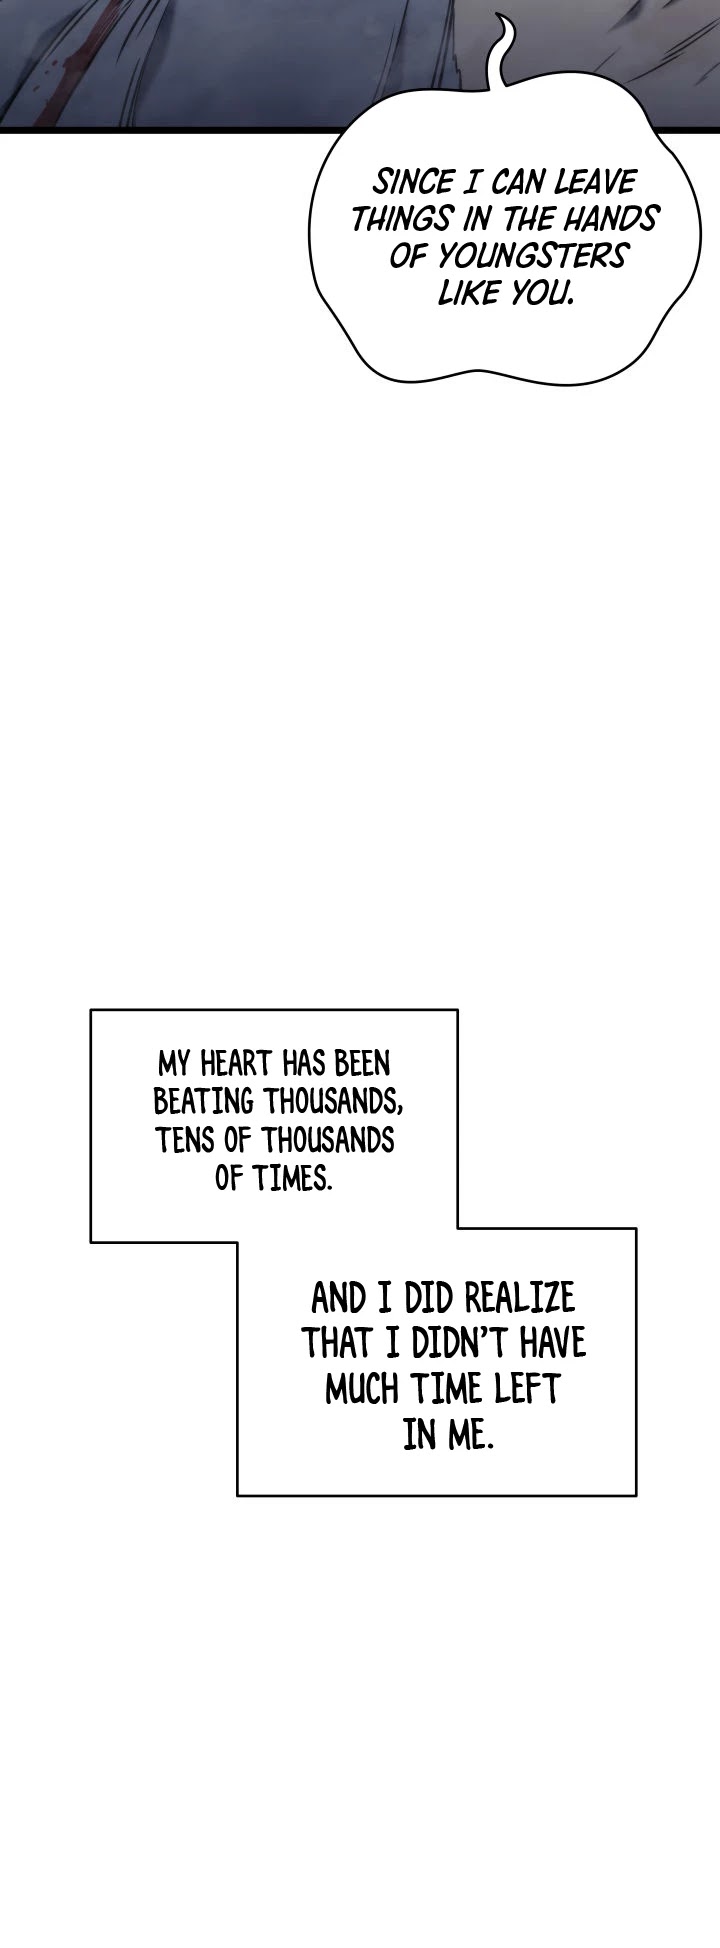 SINCE I CAN LEAVE
THINGS IN THE HANDS
OF YOUNGSTERS
LIKE YOU.
MY HEART HAS BEEN
BEATING THOUSANDS,
TENS OF THOUSANDS
OF TIMES.
AND I DID REALIZE
THAT I DIDN'T HAVE
MUCH TIME LEFT
IN ME.